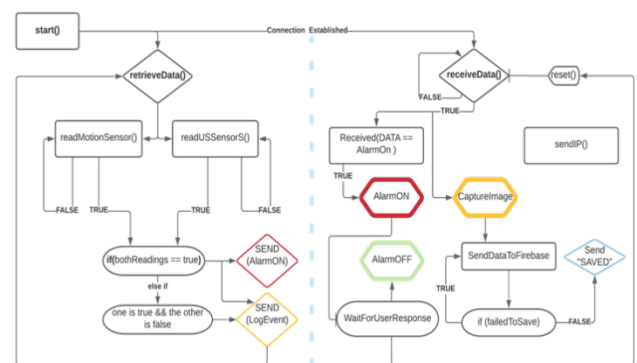 start()
Connection Established
retrieveData()
receiveData()
reset()
FALSE
TRUE
readMotionSensor()
readUSSensorS()
Received(DATA ==
AlarmOn )
sendIP()
TRUE
FALSE
TRUE
TRUE
FALSE
AlarmON
CaptureImage
if(bothReadings == true)
SEND
(AlarmON)
AlarmOFF
SendDataToFirebase
Send
"SAVED"
else if
TRUE
one is true && the other
is false
SEND
(LogEvent)
WaitForUserResponse
if (failedToSave)
FALSE